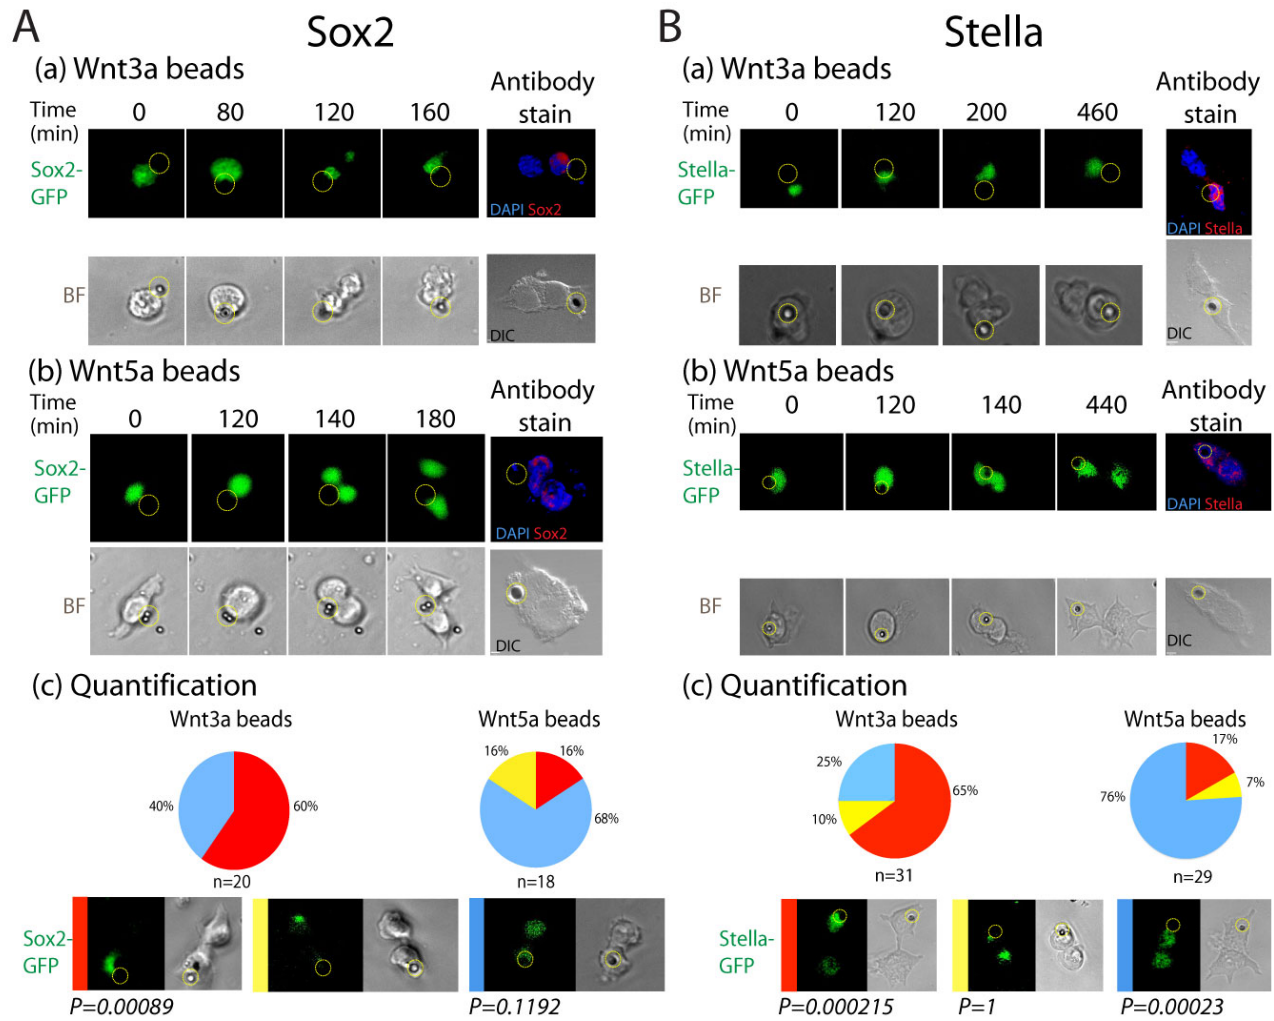 A
Sox2
(a) Wnt3a beads
Time
(min)
0 80 120 160
Antibody
stain
Sox2-
GFP
DAPI Sox2
BF
DIC
(b) Wnt5a beads
Time
(min)
0 120 140 180
Antibody
stain
Sox2-
GFP
DAPI Sox2
BF
DIC
(c) Quantification
Wnt3a beads
40%
60%
n=20
Wnt5a beads
16%
16%
68%
n=18
Sox2-
GFP
P=0.00089
P=0.1192
B
Stella
(a) Wnt3a beads
Time
(min)
0 120 200 460
Antibody
stain
Stella-
GFP
DAPI Stella
BF
DIC
(b) Wnt5a beads
Time
(min)
0 120 140 440
Antibody
stain
Stella-
GFP
DAPI Stella
BF
DIC
(c) Quantification
Wnt3a beads
25%
65%
10%
n=31
Wnt5a beads
17%
7%
76%
n=29
Stella-
GFP
P=0.000215
P=1
P=0.00023